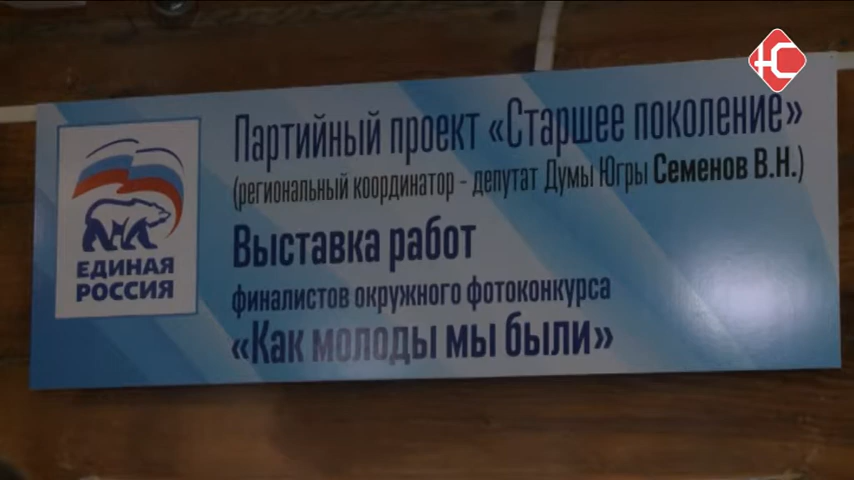 Партийный проект «Старшее поколение»
(региональный координатор – депутат Думы Югры Семенов В.Н.)
Выставка работ
финалистов окружного фотоконкурса
«Как молоды мы были»
ЕДИНАЯ
РОССИЯ
ЮС